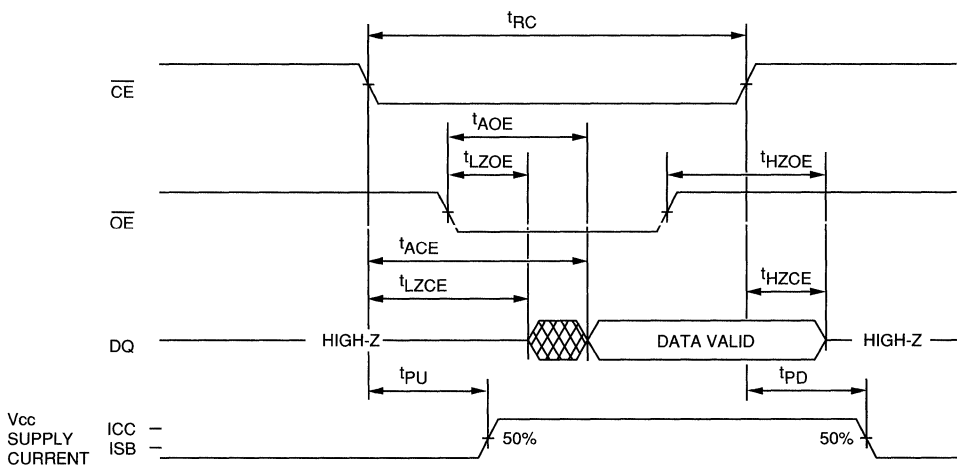 tRC
CE
tAOE
tLZOE
tHZOE
OE
tACE
tLZCE
tHZCE
DQ
HIGH-Z
DATA VALID
HIGH-Z
tPU
tPD
Vcc
SUPPLY
CURRENT
ICC
ISB
50%
50%